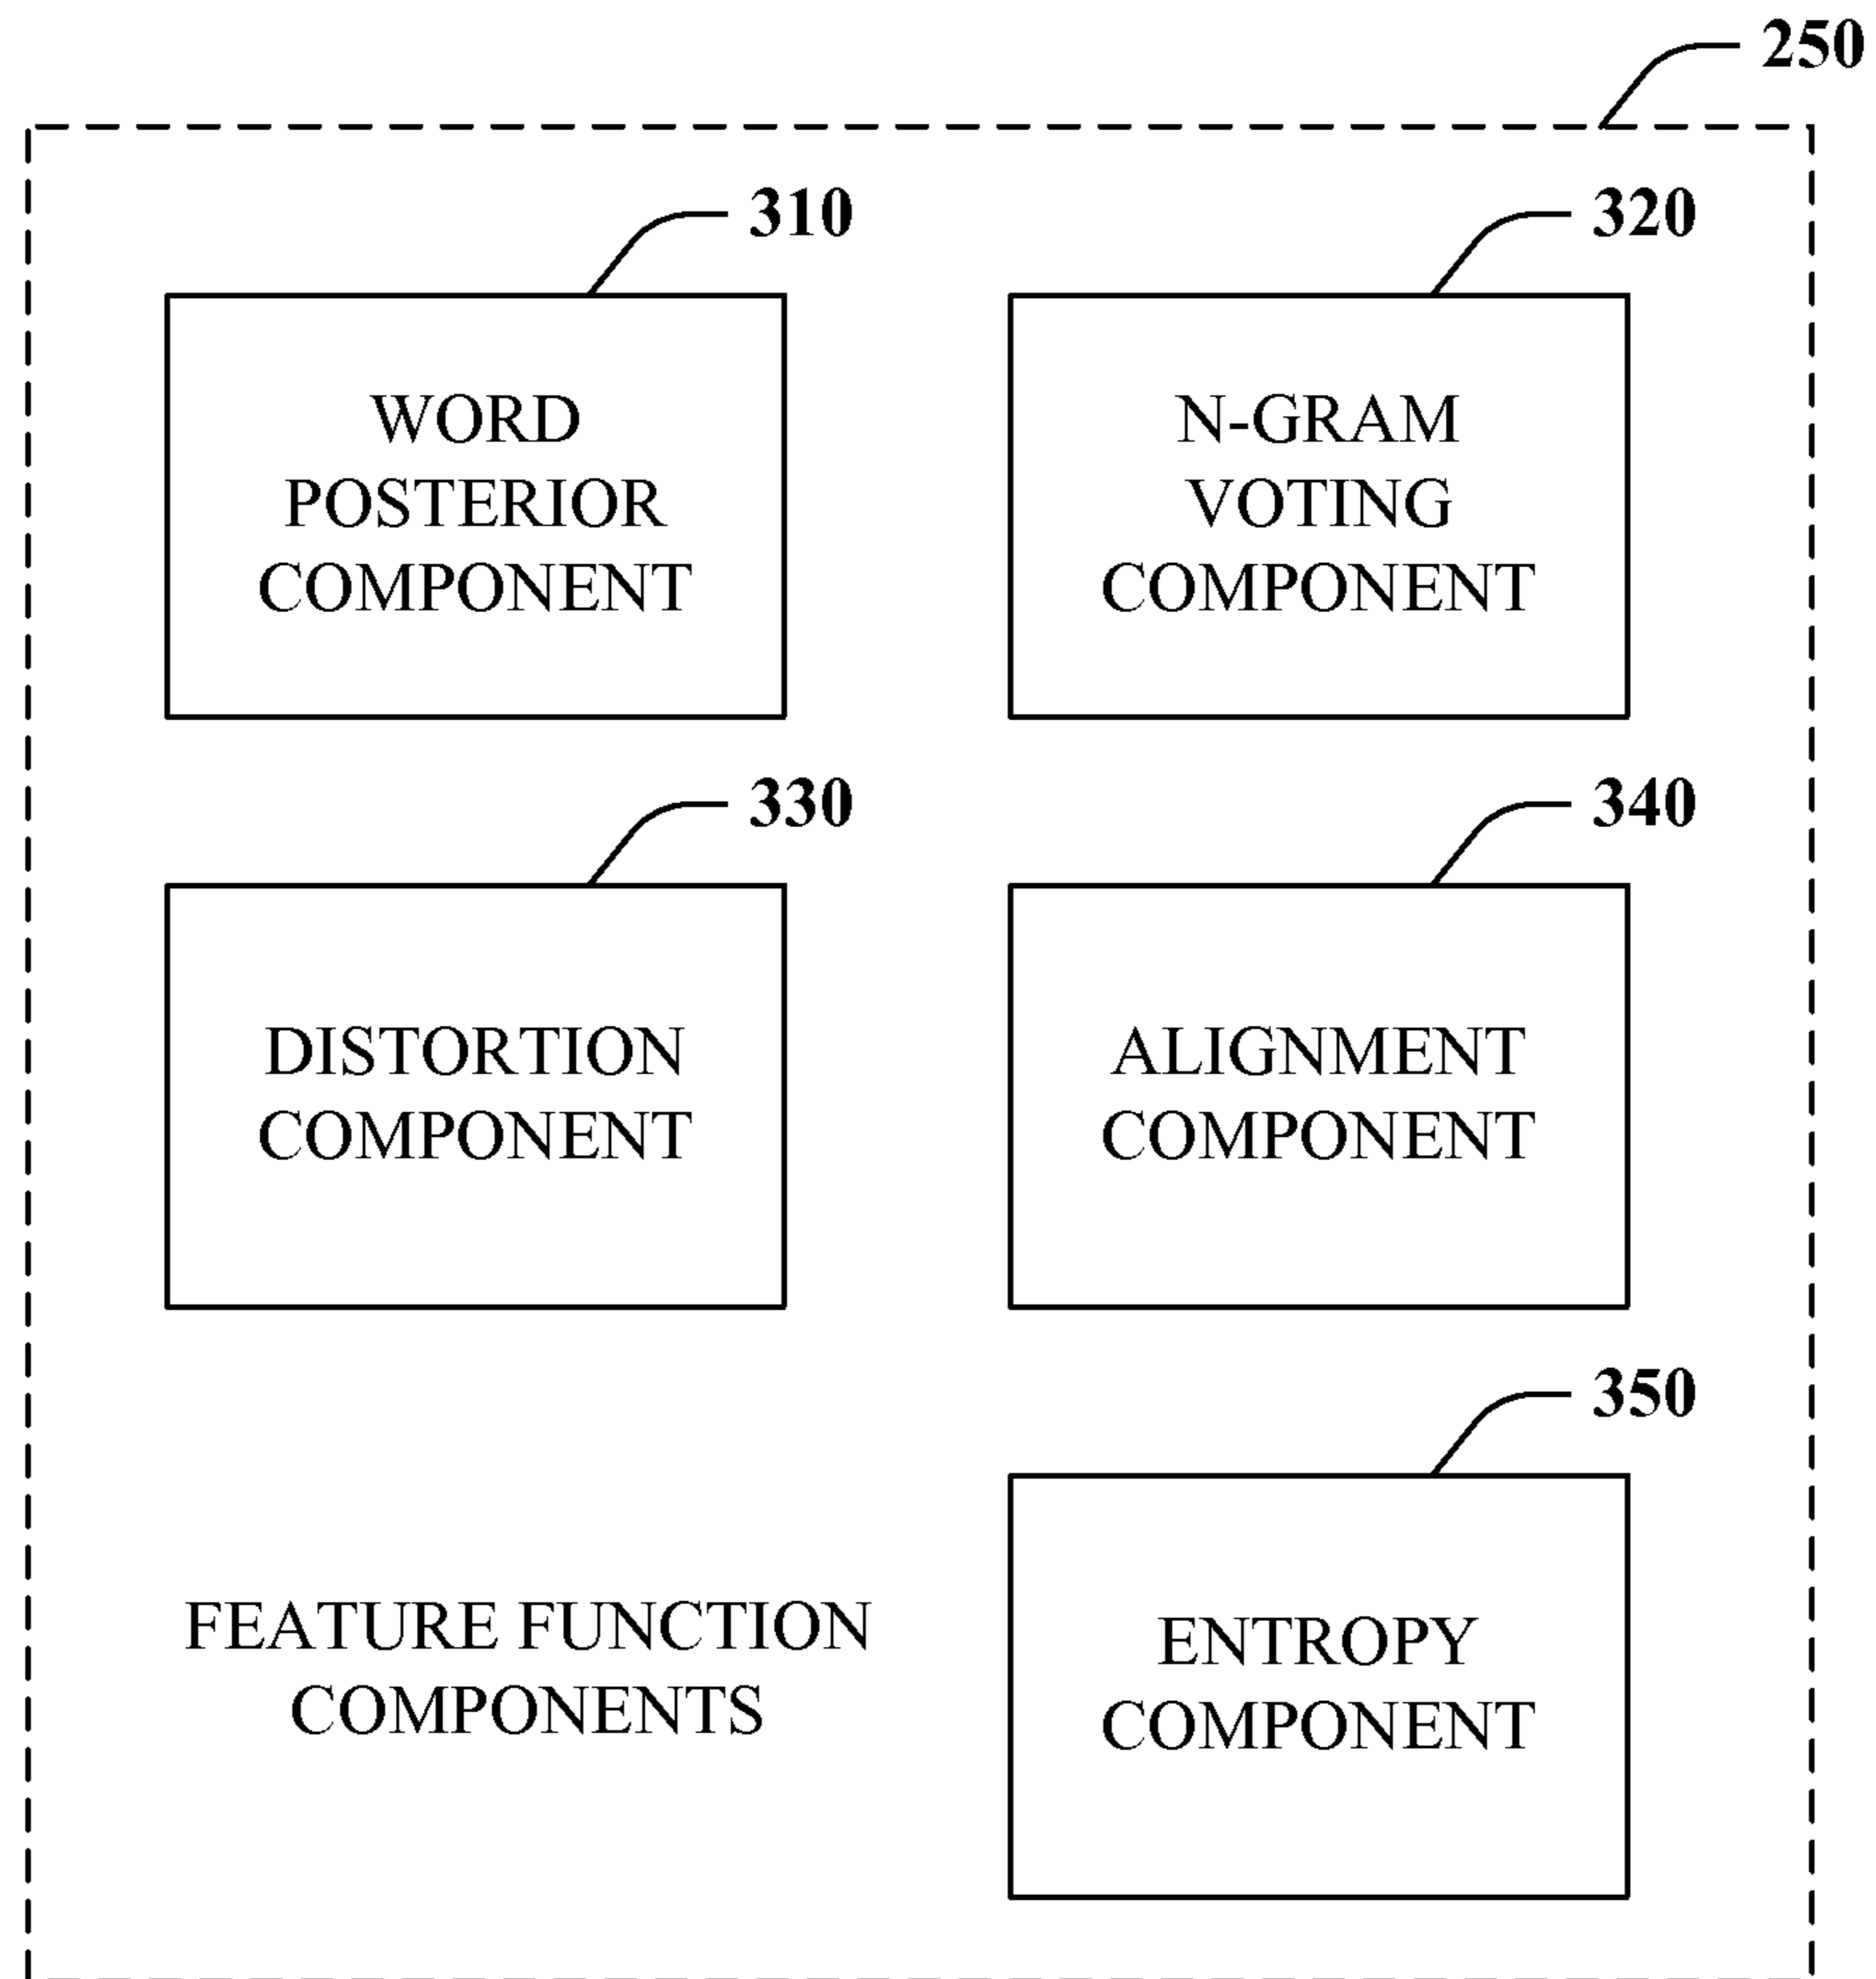 250
310
WORD
POSTERIOR
COMPONENT
320
N-GRAM
VOTING
COMPONENT
330
DISTORTION
COMPONENT
340
ALIGNMENT
COMPONENT
FEATURE FUNCTION
COMPONENTS
350
ENTROPY
COMPONENT